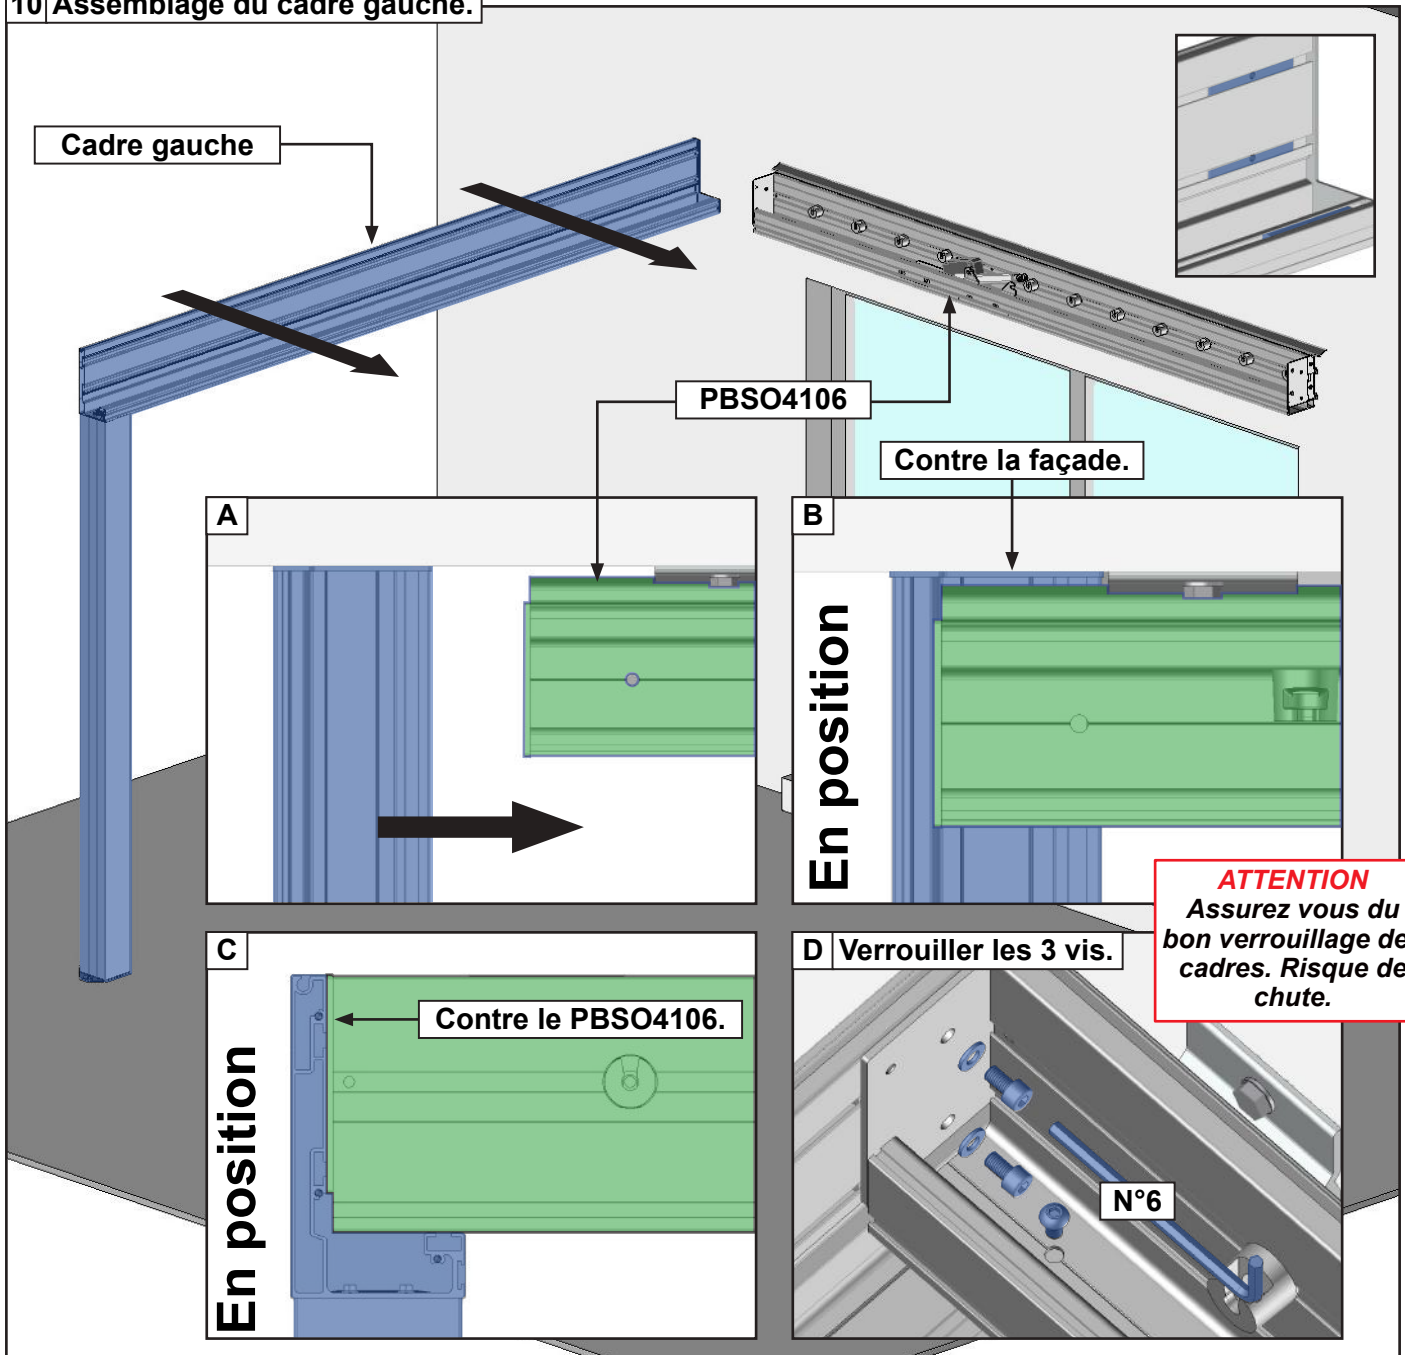 10 Assemblage du cadre gauche.
Cadre gauche
PBSO4106
Contre la façade.
A
B
En position
ATTENTION
Assurez vous du
bon verrouillage de
cadres. Risque de
chute.
C
Contre le PBSO4106.
En position
D Verrouiller les 3 vis.
N°6